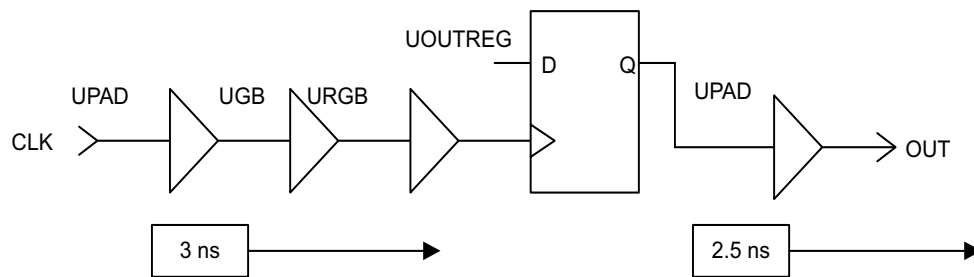 UOUTREG
D Q
UPAD UGB URGB UPAD
CLK OUT
3 ns 2.5 ns